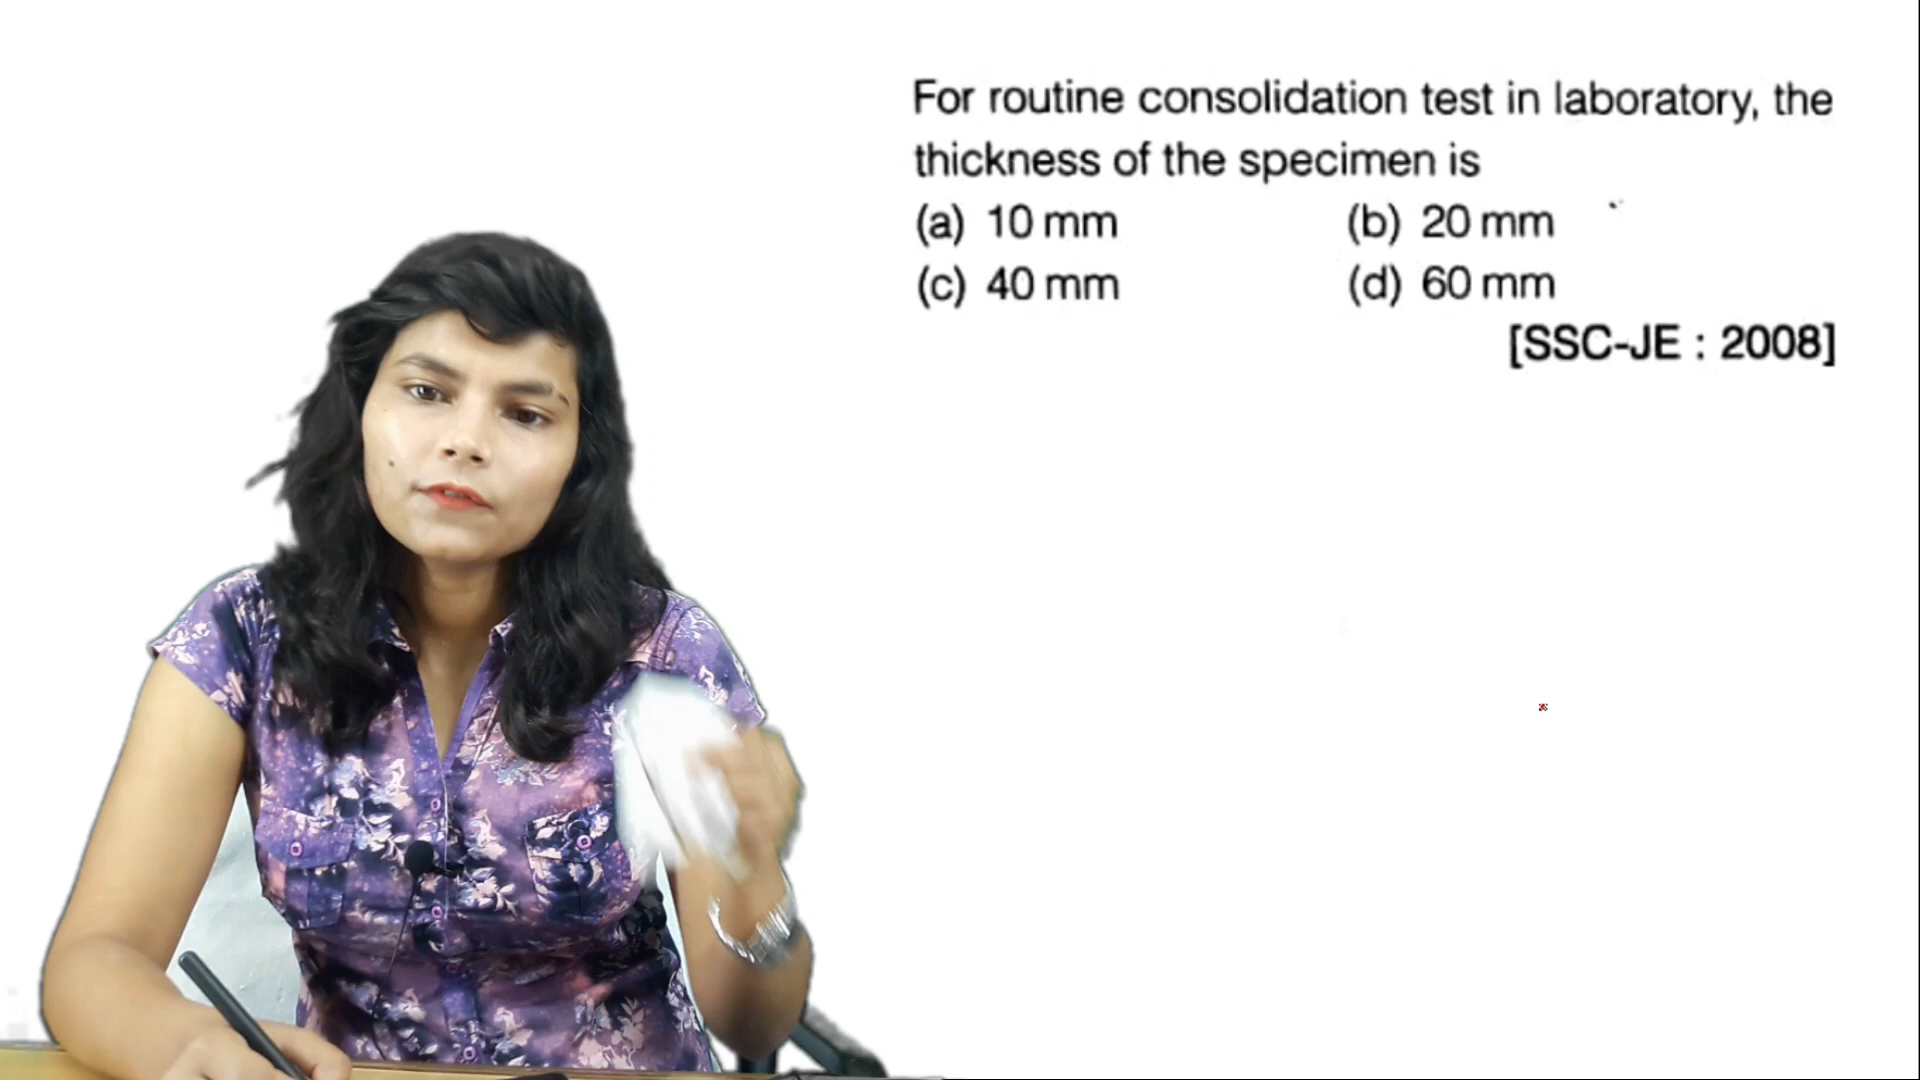 For routine consolidation test in laboratory, the
thickness of the specimen is
(a) 10 mm (b) 20 mm
(c) 40 mm (d) 60 mm
[SSC-JE : 2008]